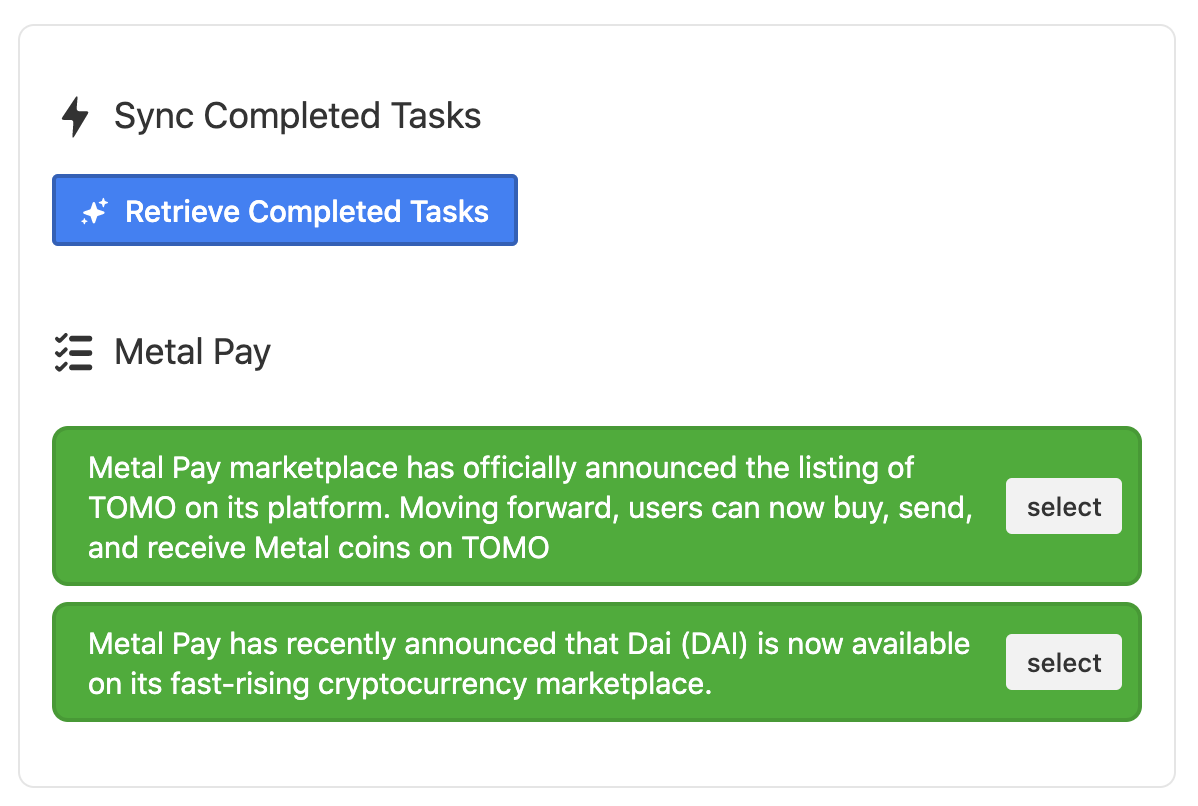 Sync Completed Tasks
Retrieve Completed Tasks
Metal Pay
Metal Pay marketplace has officially announced the listing of
TOMO on its platform. Moving forward, users can now buy, send,
and receive Metal coins on TOMO
select
Metal Pay has recently announced that Dai (DAI) is now available
on its fast-rising cryptocurrency marketplace.
select